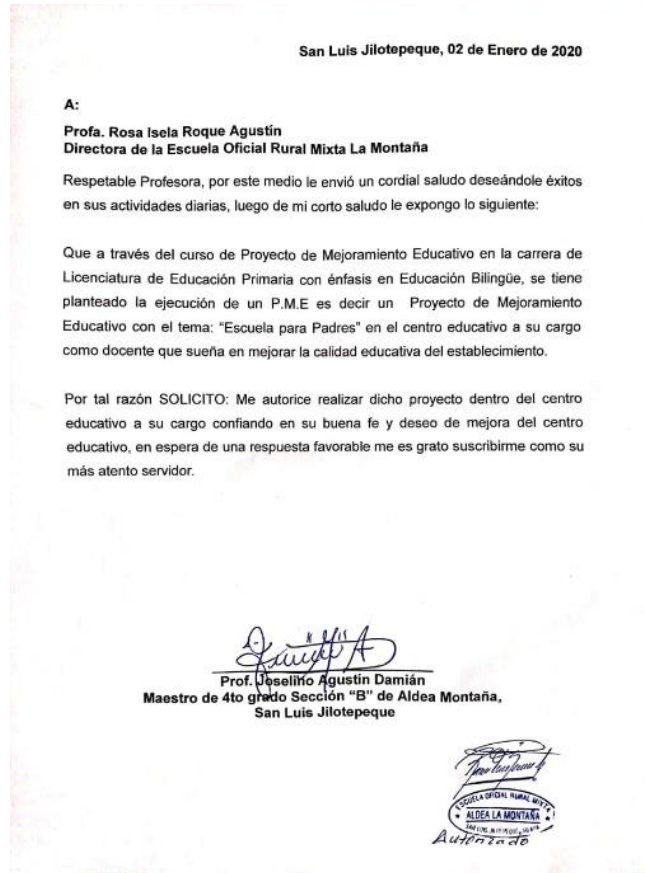 San Luis Jilotepeque, 02 de Enero de 2020
A:
Profa. Rosa Isela Roque Agustín
Directora de la Escuela Oficial Rural Mixta La Montaña
Respetable Profesora, por este medio le envió un cordial saludo deseándole éxitos
en sus actividades diarias, luego de mi corto saludo le expongo lo siguiente:
Que a través del curso de Proyecto de Mejoramiento Educativo en la carrera de
Licenciatura de Educación Primaria con énfasis en Educación Bilingüe, se tiene
planteado la ejecución de un P.M.E es decir un Proyecto de Mejoramiento
Educativo con el tema: “Escuela para Padres” en el centro educativo a su cargo
como docente que sueña en mejorar la calidad educativa del establecimiento.
Por tal razón SOLICITO: Me autorice realizar dicho proyecto dentro del centro
educativo a su cargo confiando en su buena fe y deseo de mejora del centro
educativo, en espera de una respuesta favorable me es grato suscribirme como su
más atento servidor.
Prof. Joselino Agustín Damián
Maestro de 4to grado Sección “B” de Aldea Montaña,
San Luis Jilotepeque
ESCUELA OFICIAL RURAL MIXTA
ALDEA LA MONTAÑA
Autorizado